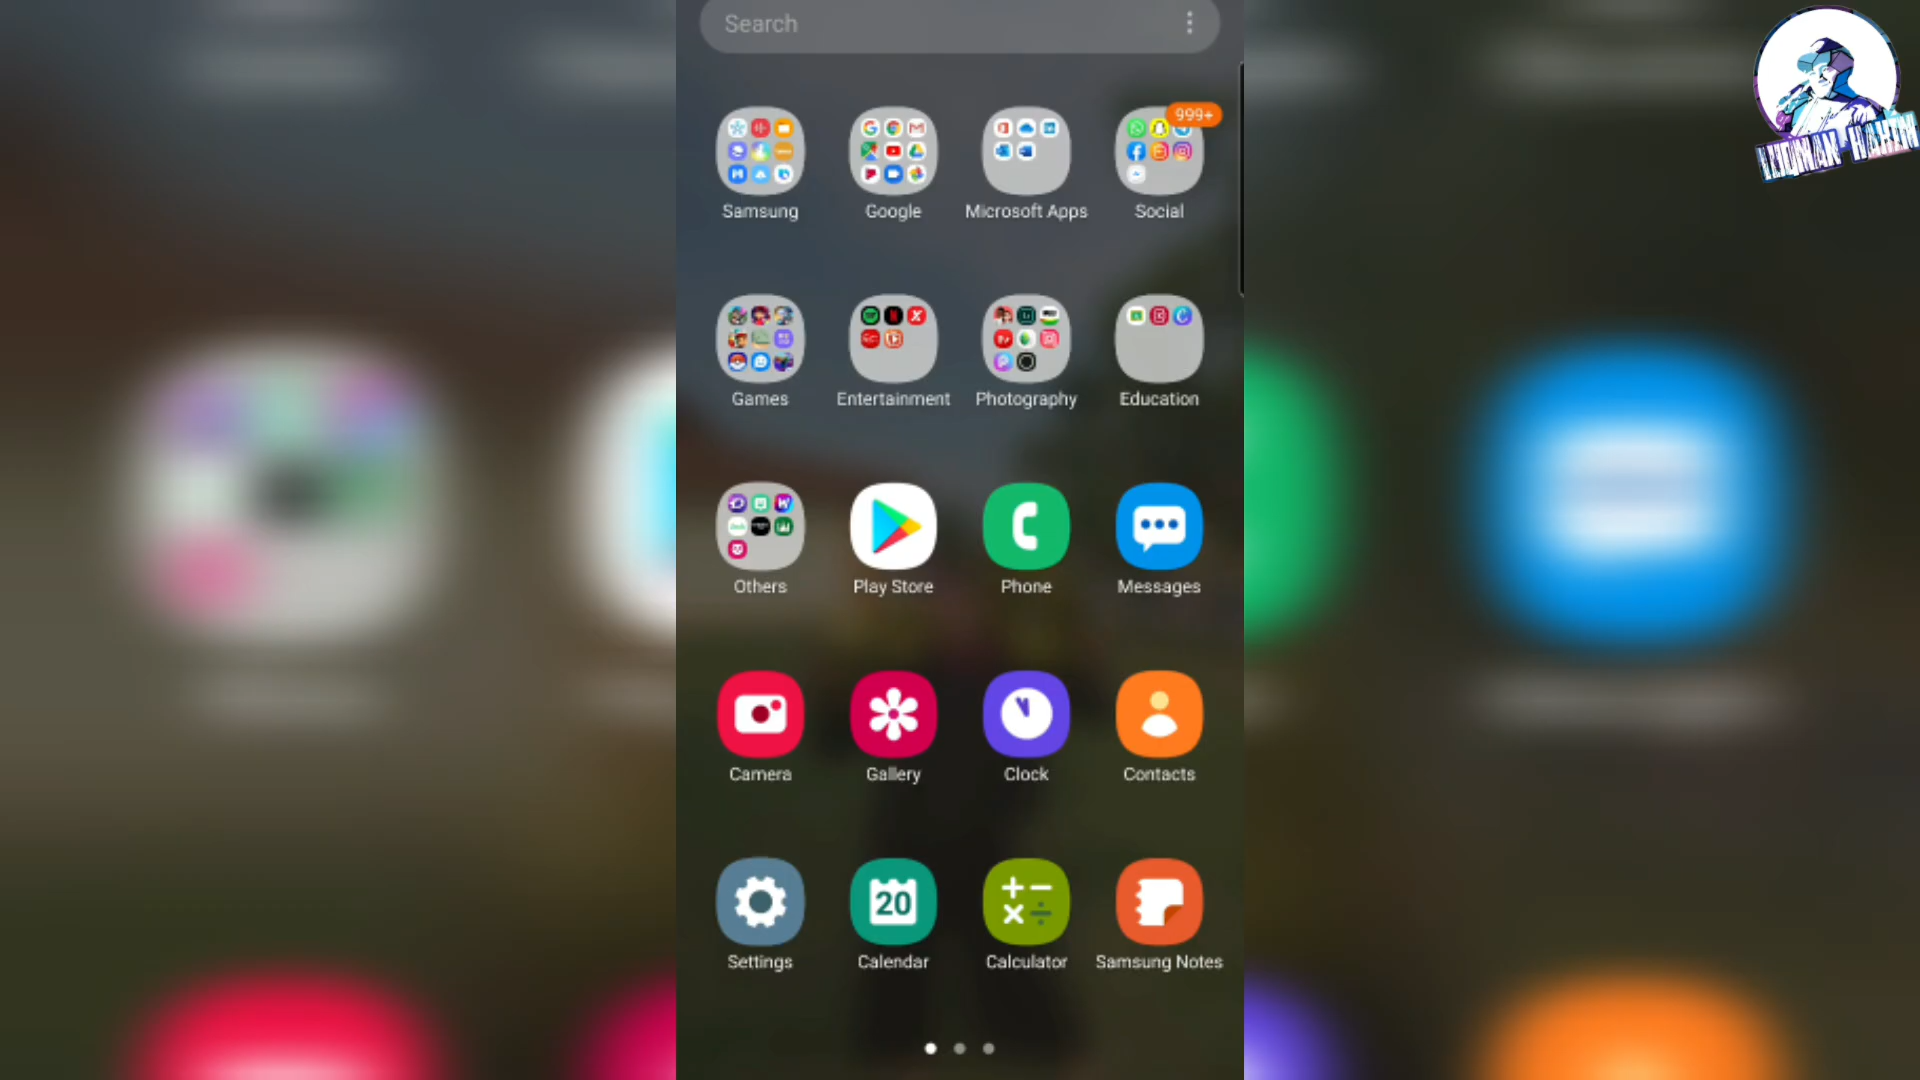 Search
999+
Samsung
Google
Microsoft Apps
Social
Games
Entertainment
Photography
Education
Others
Play Store
Phone
Messages
Camera
Gallery
Clock
Contacts
20
Settings
Calendar
Calculator
Samsung Notes
LUQMAN HAKIM